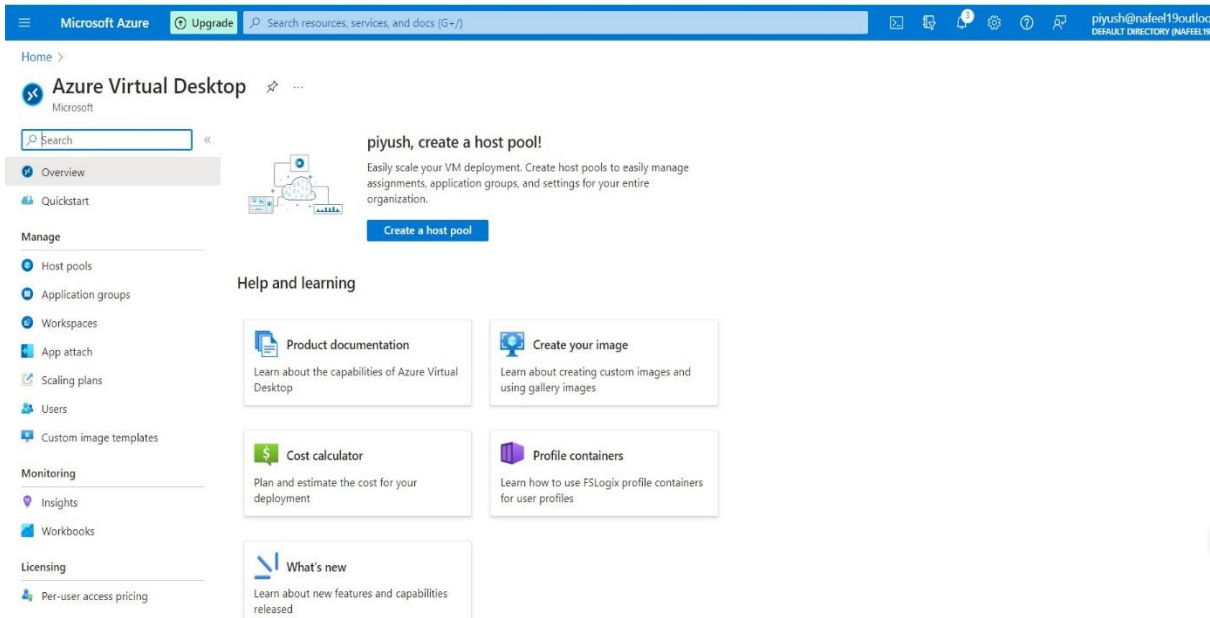 Microsoft Azure
Upgrade
Search resources, services, and docs (G+/)
3
piyush@nafeel19outloo
DEFAULT DIRECTORY (NAFEEL19
Home >
Azure Virtual Desktop
Microsoft
Search
Overview
Quickstart
Manage
Host pools
Application groups
Workspaces
App attach
Scaling plans
Users
Custom image templates
Monitoring
Insights
Workbooks
Licensing
Per-user access pricing
piyush, create a host pool!
Easily scale your VM deployment. Create host pools to easily manage
assignments, application groups, and settings for your entire
organization.
Create a host pool
Help and learning
Product documentation
Learn about the capabilities of Azure Virtual
Desktop
Create your image
Learn about creating custom images and
using gallery images
Cost calculator
Plan and estimate the cost for your
deployment
Profile containers
Learn how to use FSLogix profile containers
for user profiles
What's new
Learn about new features and capabilities
released